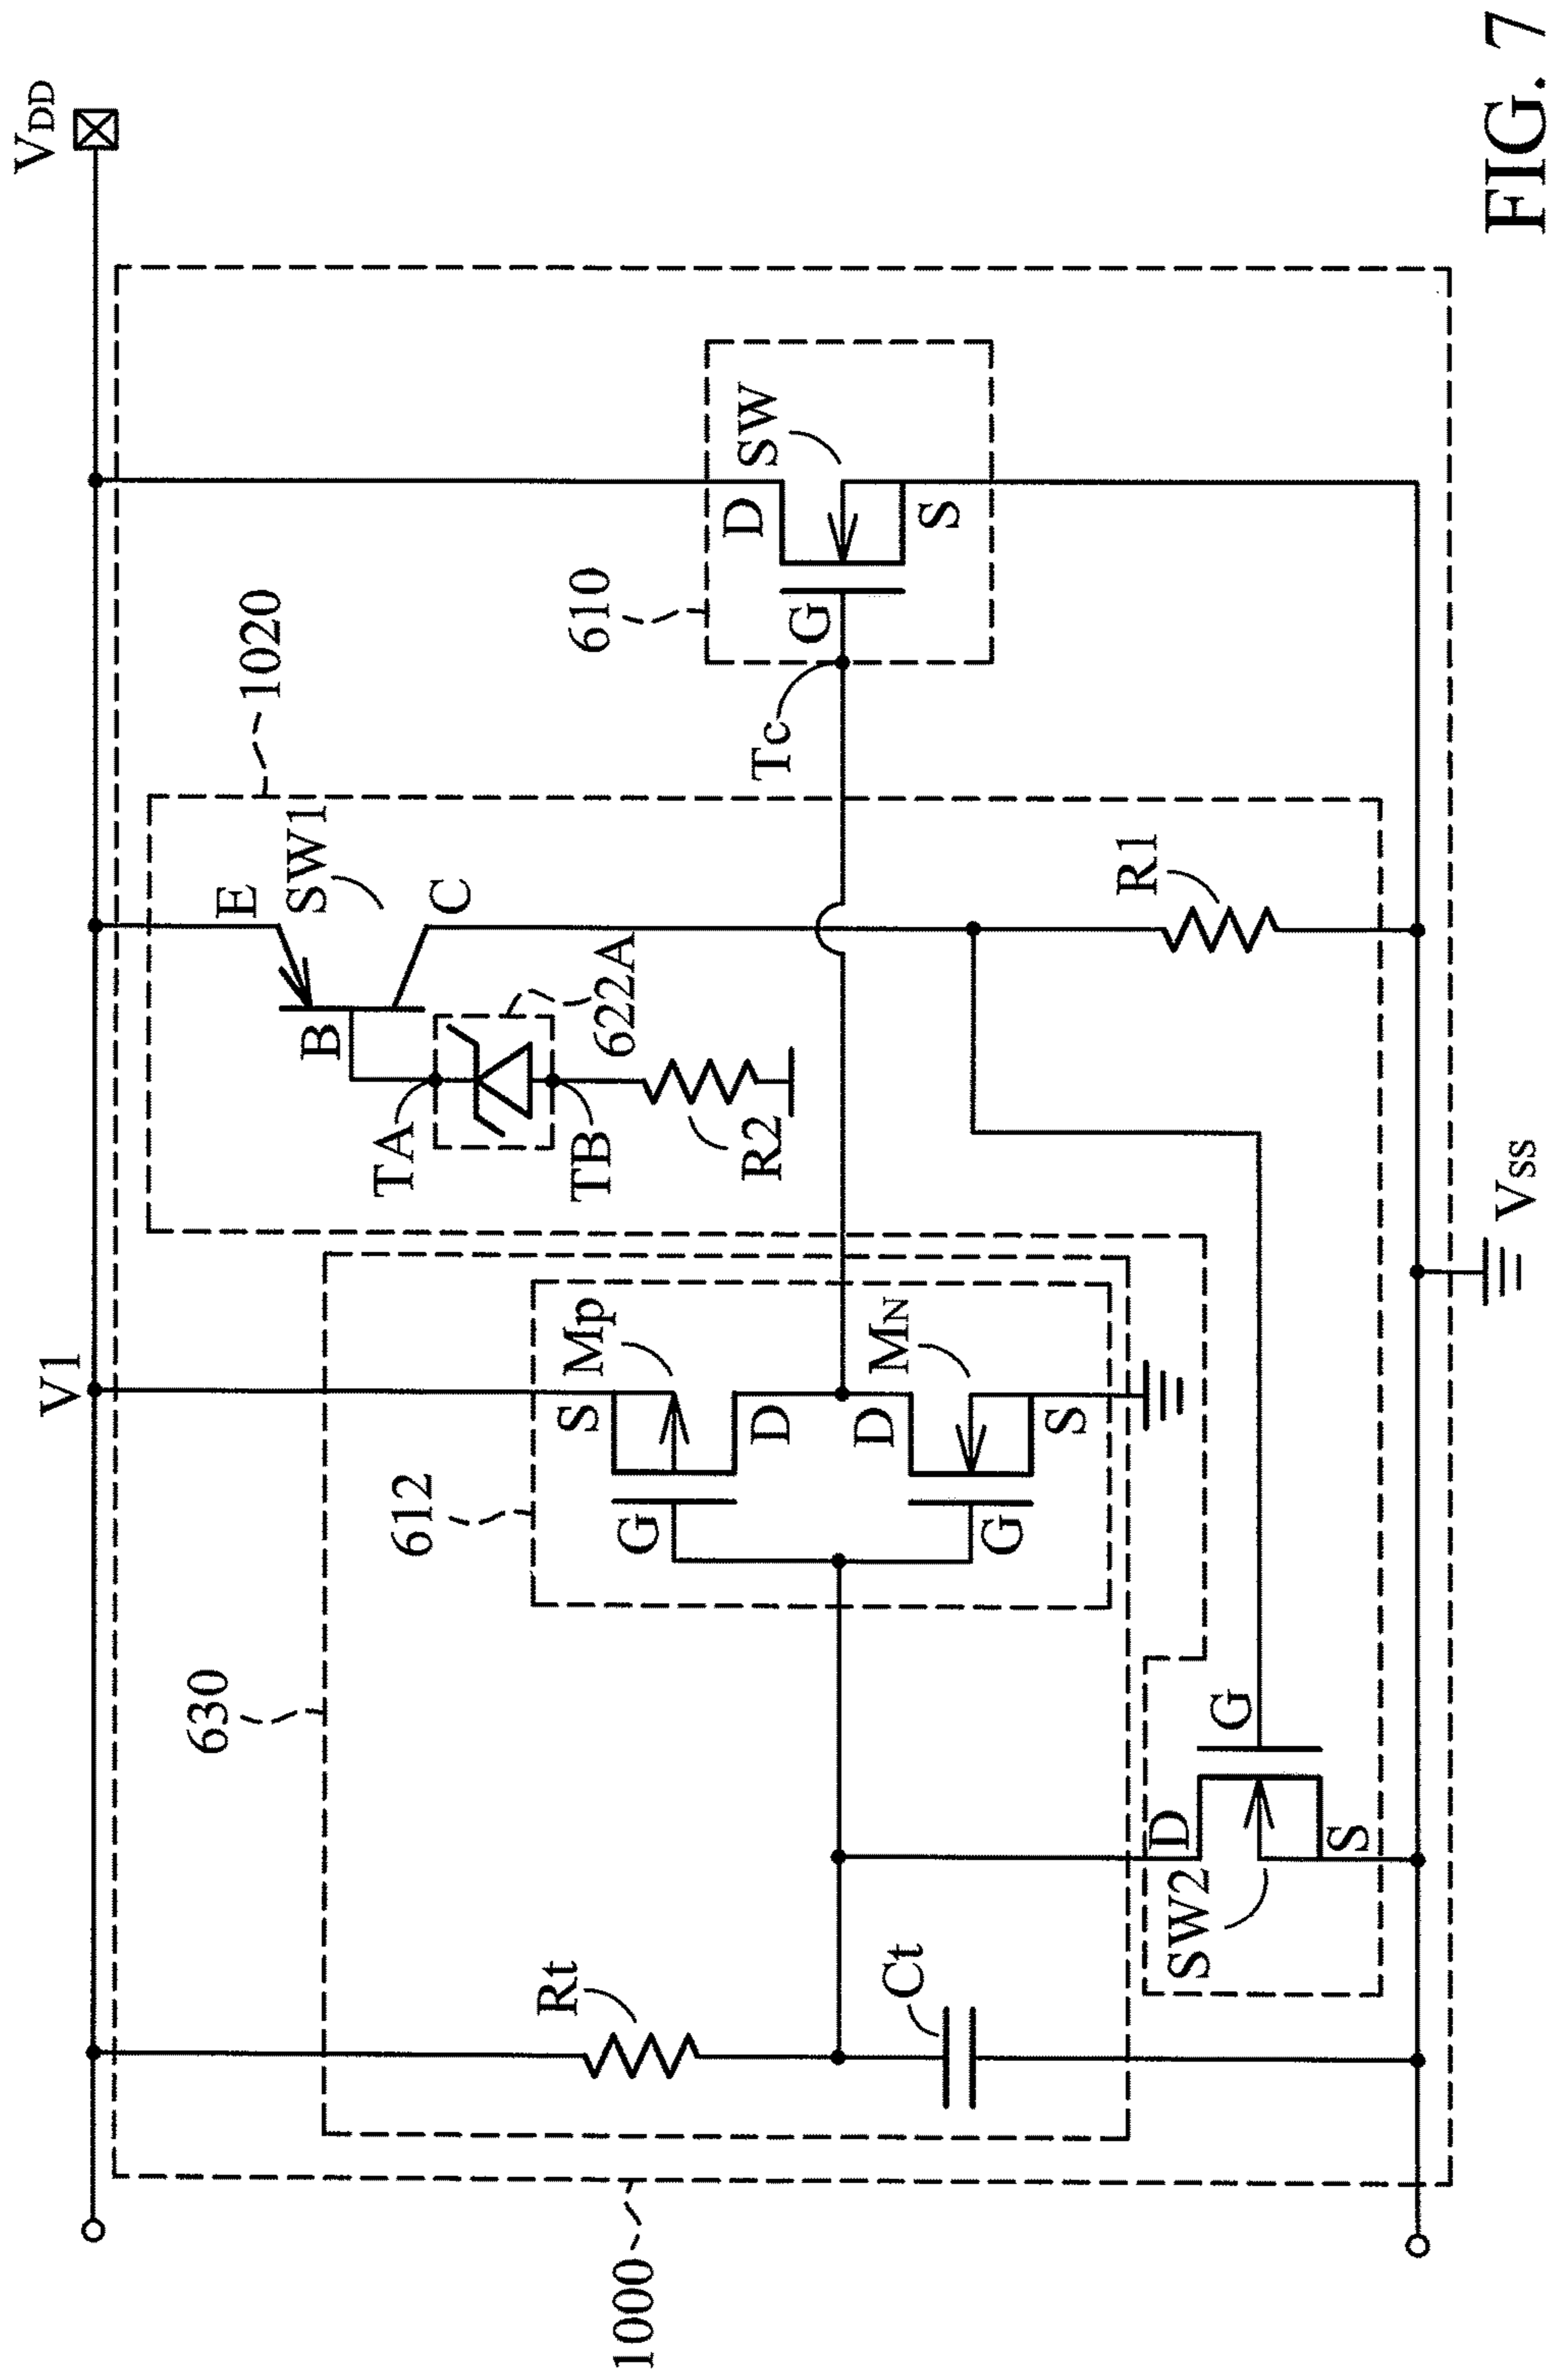 V1
VDD
1020
E
SW1
C
B
TA
622A
TB
R2
610
D
SW
G
S
Tc
630
612
S
Mp
G
D
D
MN
G
S
R1
Rt
Ct
D
G
SW2
S
1000
VSS
FIG. 7